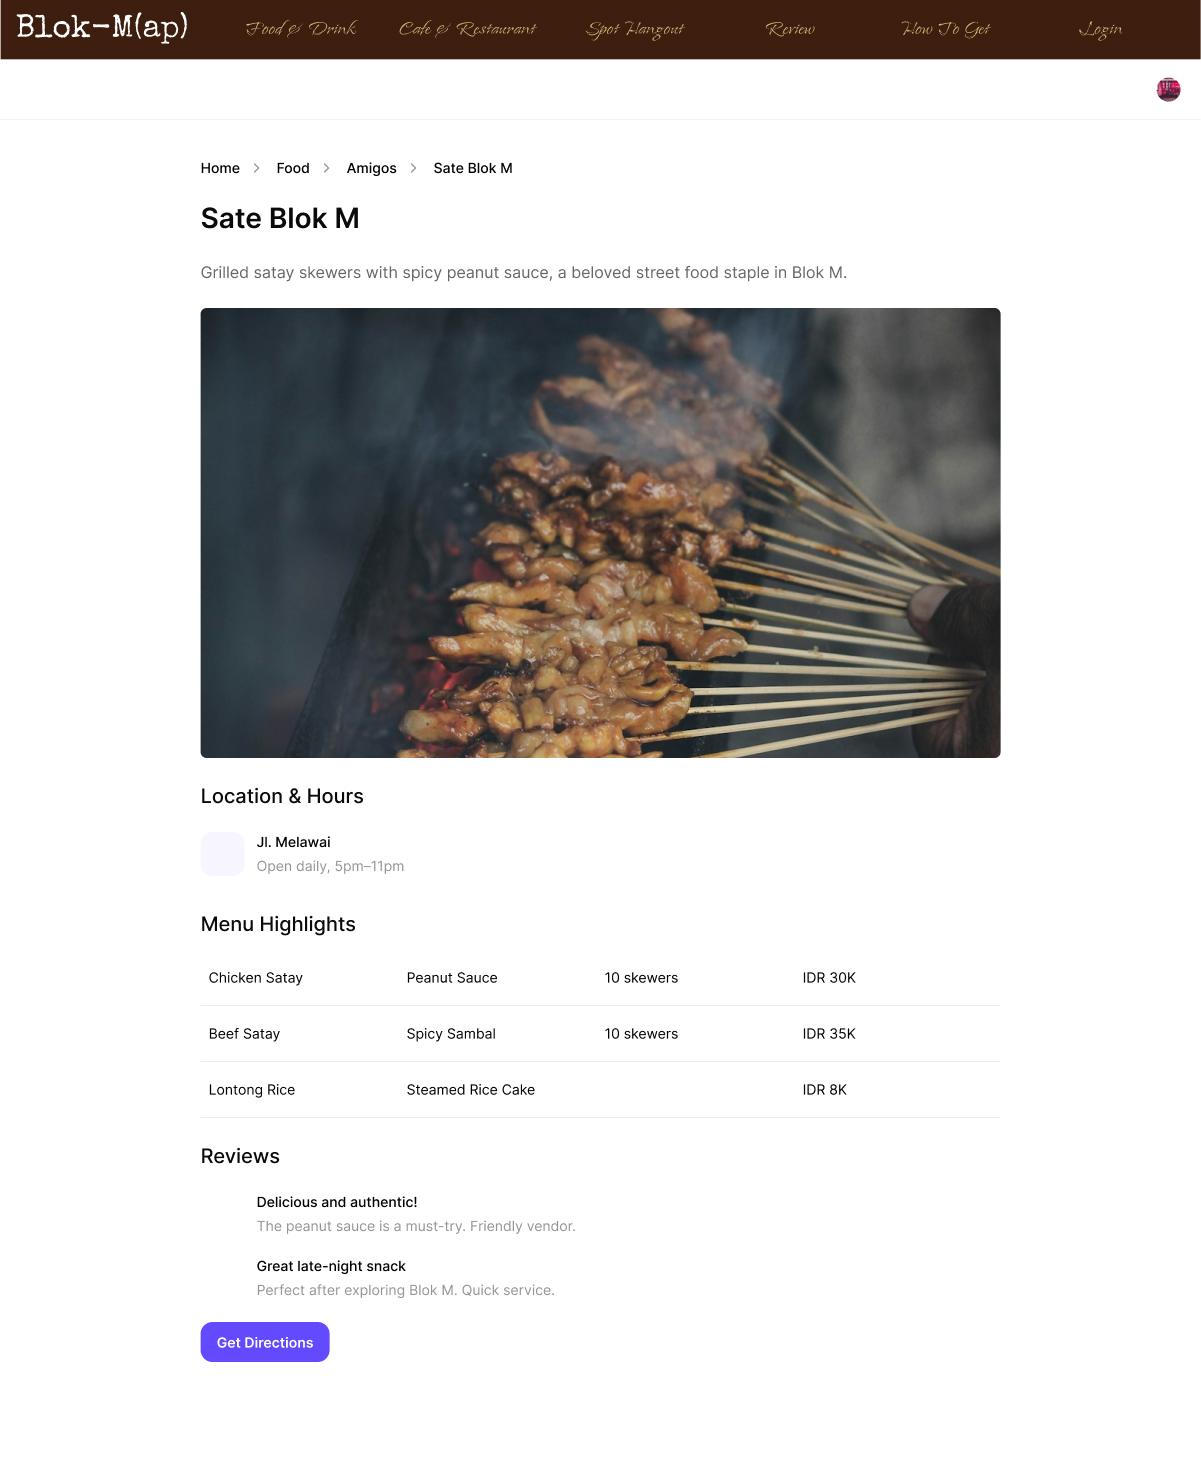 Blok-M(ap)
Food & Drink
Cafe & Restaurant
Spot Hangout
Review
How To Get
Login
Home > Food > Amigos > Sate Blok M
Sate Blok M
Grilled satay skewers with spicy peanut sauce, a beloved street food staple in Blok M.
Location & Hours
Jl. Melawai
Open daily, 5pm–11pm
Menu Highlights
Chicken Satay Peanut Sauce 10 skewers IDR 30K
Beef Satay Spicy Sambal 10 skewers IDR 35K
Lontong Rice Steamed Rice Cake IDR 8K
Reviews
Delicious and authentic!
The peanut sauce is a must-try. Friendly vendor.
Great late-night snack
Perfect after exploring Blok M. Quick service.
Get Directions